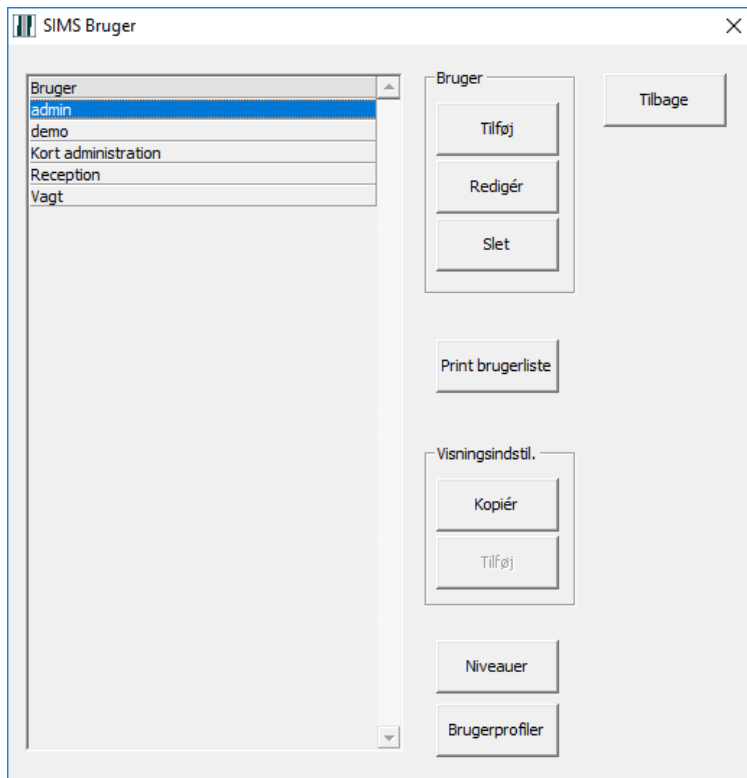 SIMS Bruger
Bruger
admin
demo
Kort administration
Reception
Vagt
Bruger
Tilføj
Redigér
Slet
Print brugerliste
Visningsindstil.
Kopiér
Tilføj
Niveauer
Brugerprofiler
Tilbage